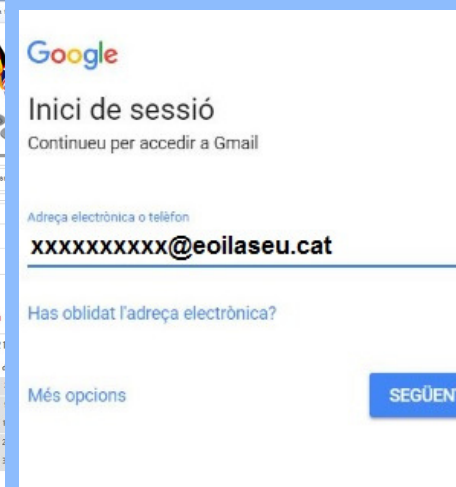 Google
Inici de sessió
Continueu per accedir a Gmail
Adreça electrònica o telèfon
xxxxxxxxxx@eoilaseu.cat
Has oblidat l'adreça electrònica?
Més opcions
SEGÜENT